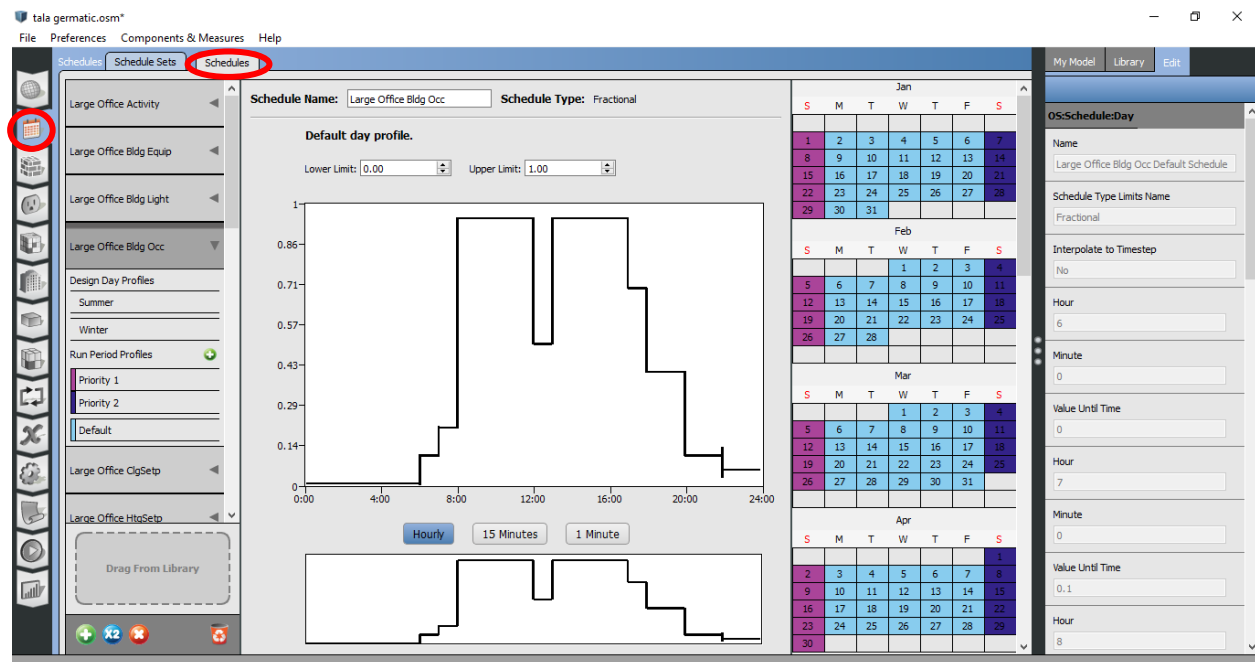 tala germatic.osm*
File Preferences Components & Measures Help
Schedules Schedule Sets Schedules
Large Office Activity
Large Office Bldg Equip
Large Office Bldg Light
Large Office Bldg Occ
Design Day Profiles
Summer
Winter
Run Period Profiles
Priority 1
Priority 2
Default
Large Office ClgSetp
Large Office HtgSetp
Drag From Library
X2
Schedule Name: Large Office Bldg Occ Schedule Type: Fractional
Default day profile.
Lower Limit: 0.00 Upper Limit: 1.00
1
0.86
0.71
0.57
0.43
0.29
0.14
0
0:00 4:00 8:00 12:00 16:00 20:00 24:00
Hourly 15 Minutes 1 Minute
Jan
S M T W T F S
1 2 3 4 5 6 7
8 9 10 11 12 13 14
15 16 17 18 19 20 21
22 23 24 25 26 27 28
29 30 31
Feb
S M T W T F S
1 2 3 4
5 6 7 8 9 10 11
12 13 14 15 16 17 18
19 20 21 22 23 24 25
26 27 28
Mar
S M T W T F S
1 2 3 4
5 6 7 8 9 10 11
12 13 14 15 16 17 18
19 20 21 22 23 24 25
26 27 28 29 30 31
Apr
S M T W T F S
1
2 3 4 5 6 7 8
9 10 11 12 13 14 15
16 17 18 19 20 21 22
23 24 25 26 27 28 29
30
My Model Library Edit
OS:Schedule:Day
Name
Large Office Bldg Occ Default Schedule
Schedule Type Limits Name
Fractional
Interpolate to Timestep
No
Hour
6
Minute
0
Value Until Time
0
Hour
7
Minute
0
Value Until Time
0.1
Hour
8